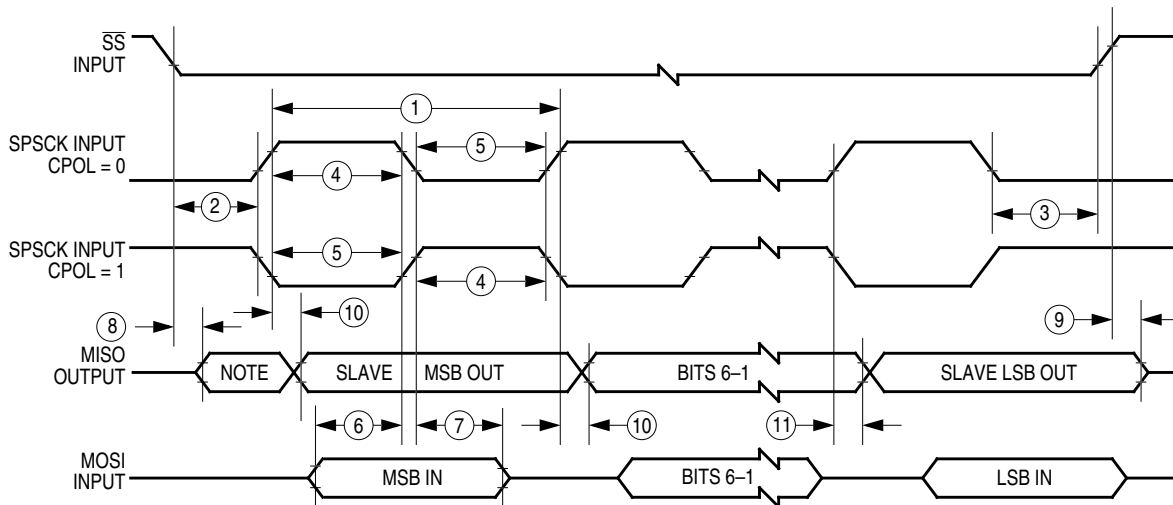 SS
INPUT
1
SPSCK INPUT
CPOL = 0
5
4
2
3
SPSCK INPUT
CPOL = 1
5
4
8
10
9
MISO
OUTPUT
NOTE
SLAVE MSB OUT
BITS 6–1
SLAVE LSB OUT
6
7
10
11
MOSI
INPUT
MSB IN
BITS 6–1
LSB IN